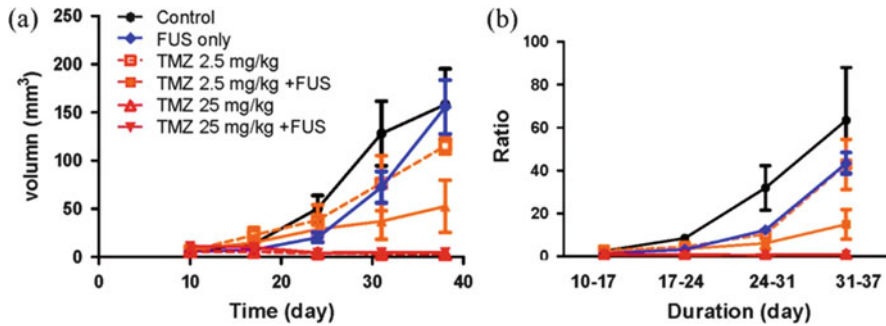 (a)
Control
FUS only
TMZ 2.5 mg/kg
TMZ 2.5 mg/kg +FUS
TMZ 25 mg/kg
TMZ 25 mg/kg +FUS
volumn (mm³)
250
200
150
100
50
0
0 10 20 30 40
Time (day)
(b)
Ratio
100
80
60
40
20
0
10-17 17-24 24-31 31-37
Duration (day)